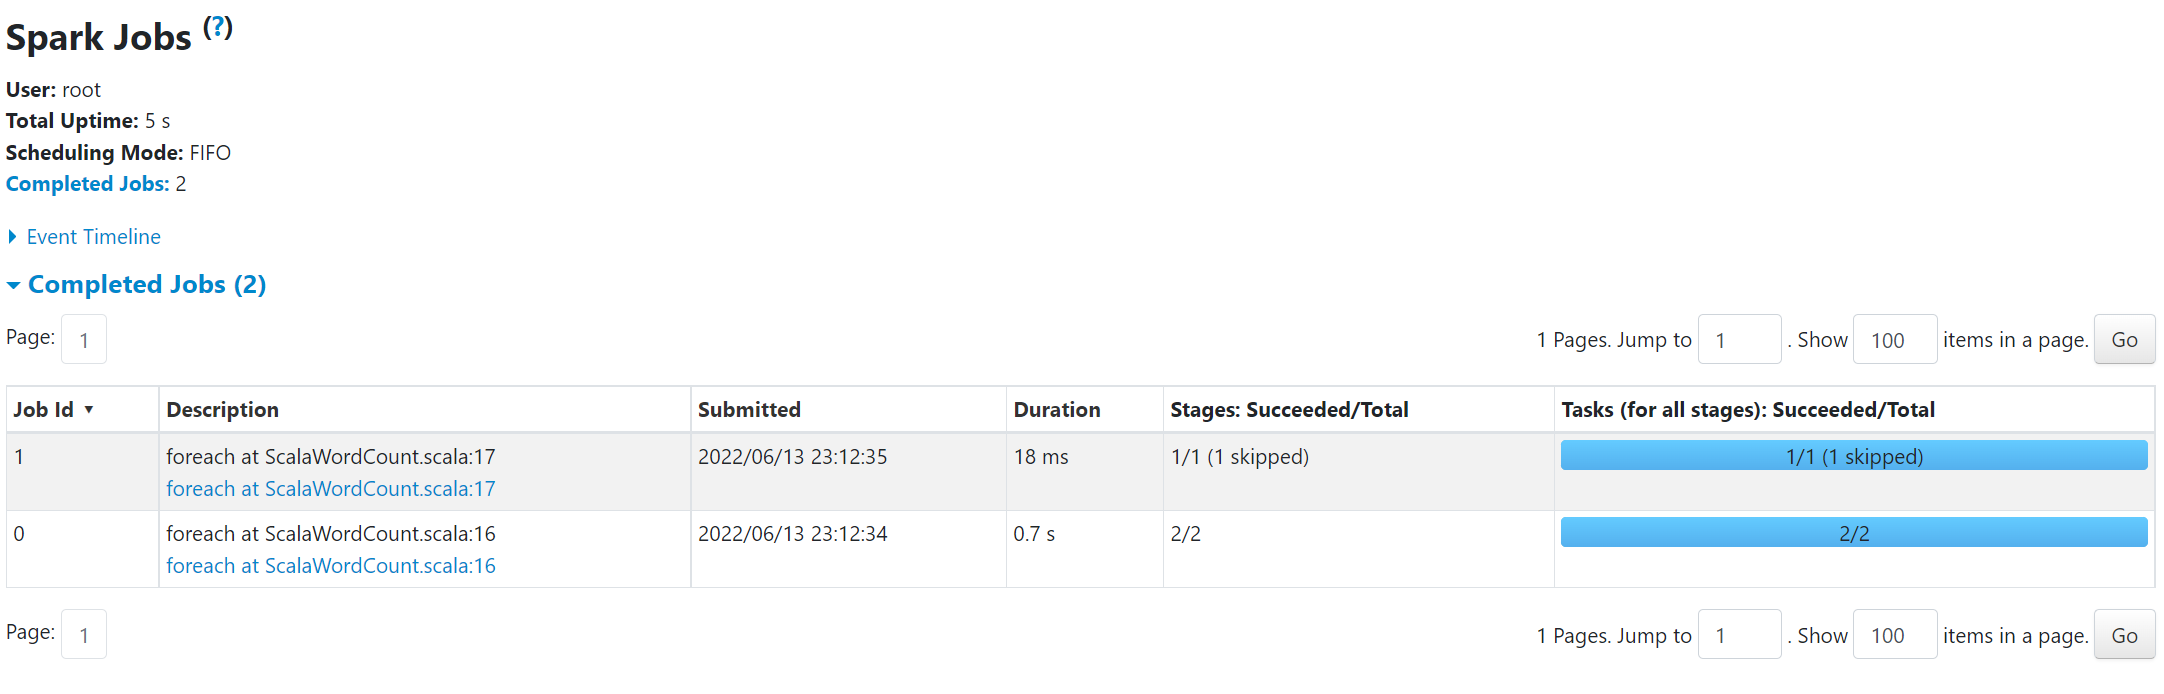 Spark Jobs (?)
User: root
Total Uptime: 5 s
Scheduling Mode: FIFO
Completed Jobs: 2
Event Timeline
Completed Jobs (2)
Page: 1 1 Pages. Jump to 1 . Show 100 items in a page. Go
Job Id ▼ Description Submitted Duration Stages: Succeeded/Total Tasks (for all stages): Succeeded/Total
1 foreach at ScalaWordCount.scala:17 2022/06/13 23:12:35 18 ms 1/1 (1 skipped) 1/1 (1 skipped)
foreach at ScalaWordCount.scala:17
0 foreach at ScalaWordCount.scala:16 2022/06/13 23:12:34 0.7 s 2/2 2/2
foreach at ScalaWordCount.scala:16
Page: 1 1 Pages. Jump to 1 . Show 100 items in a page. Go